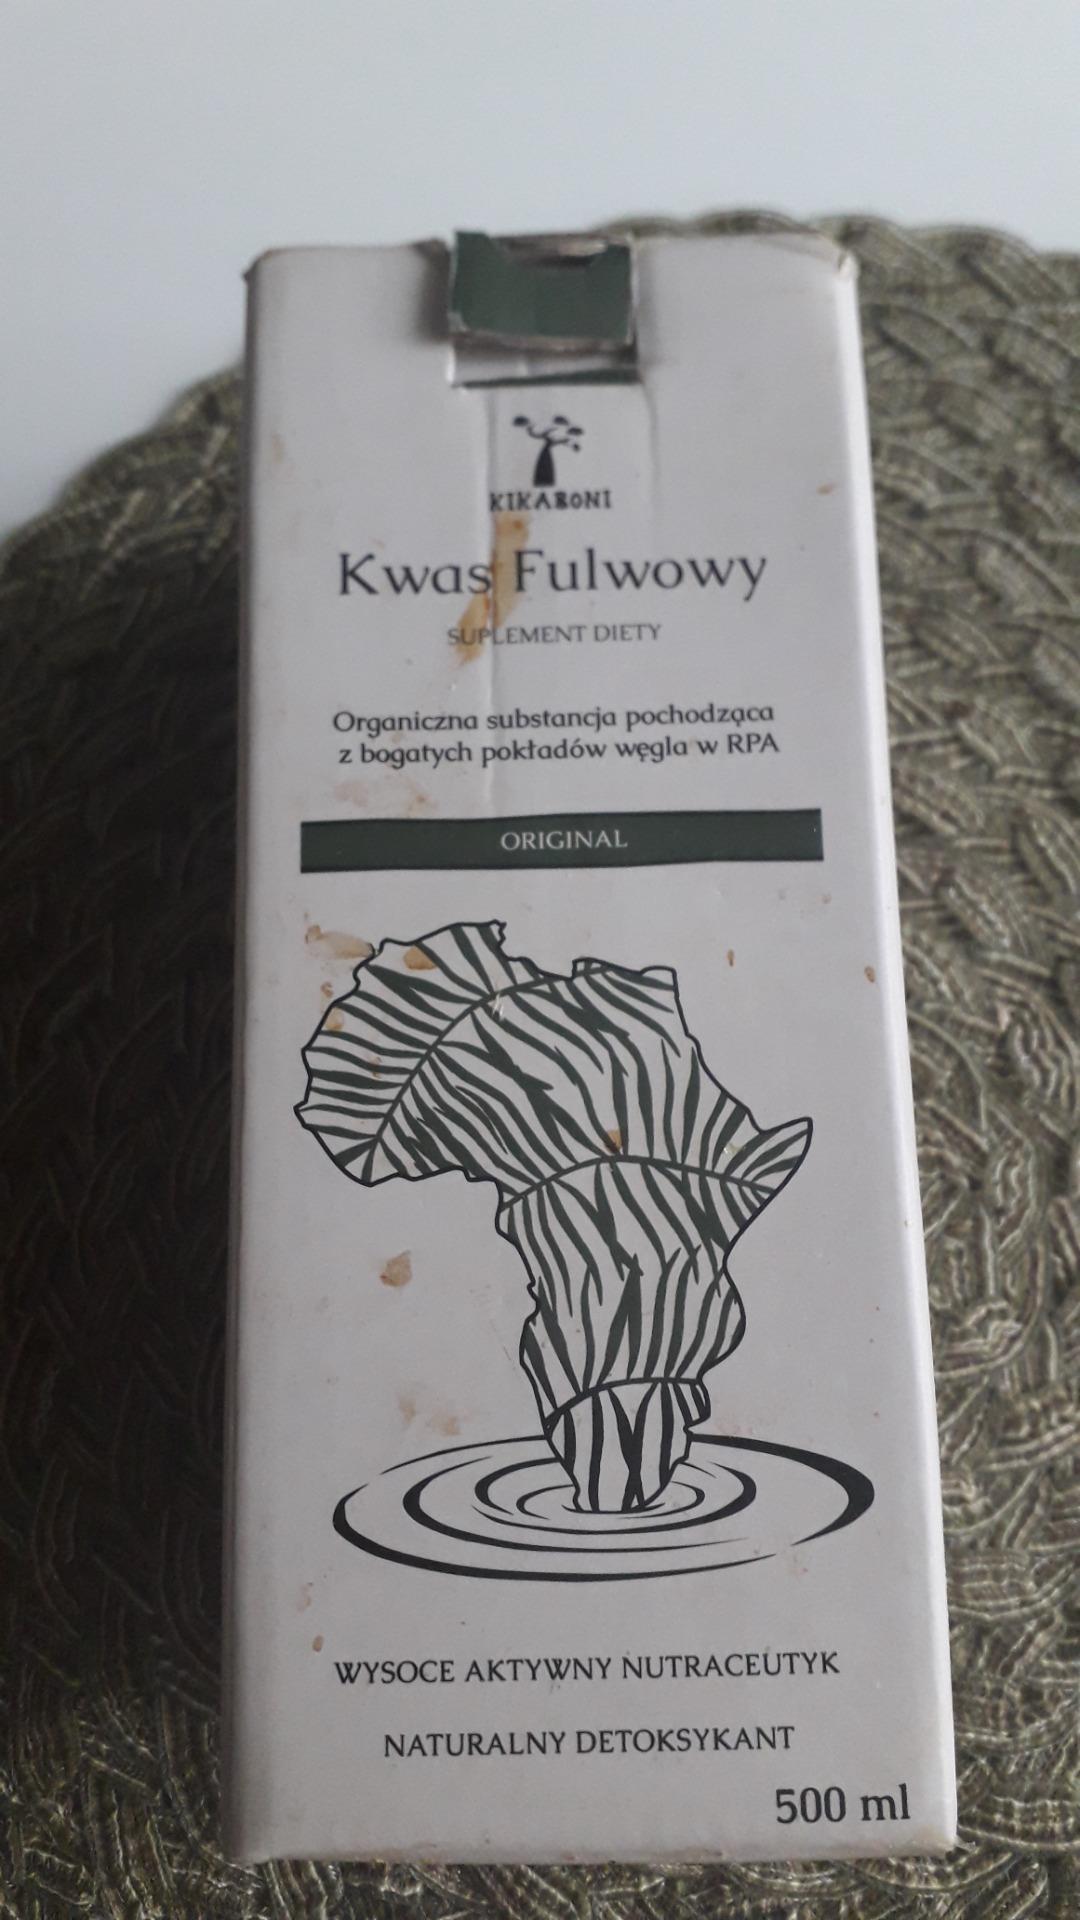 KIKABONI
Kwas Fulwowy
SUPLEMENT DIETY
Organiczna substancja pochodząca
z bogatych pokładów węgla w RPA
ORIGINAL
WYSOCE AKTYWNY NUTRACEUTYK
NATURALNY DETOKSYKANT
500 ml